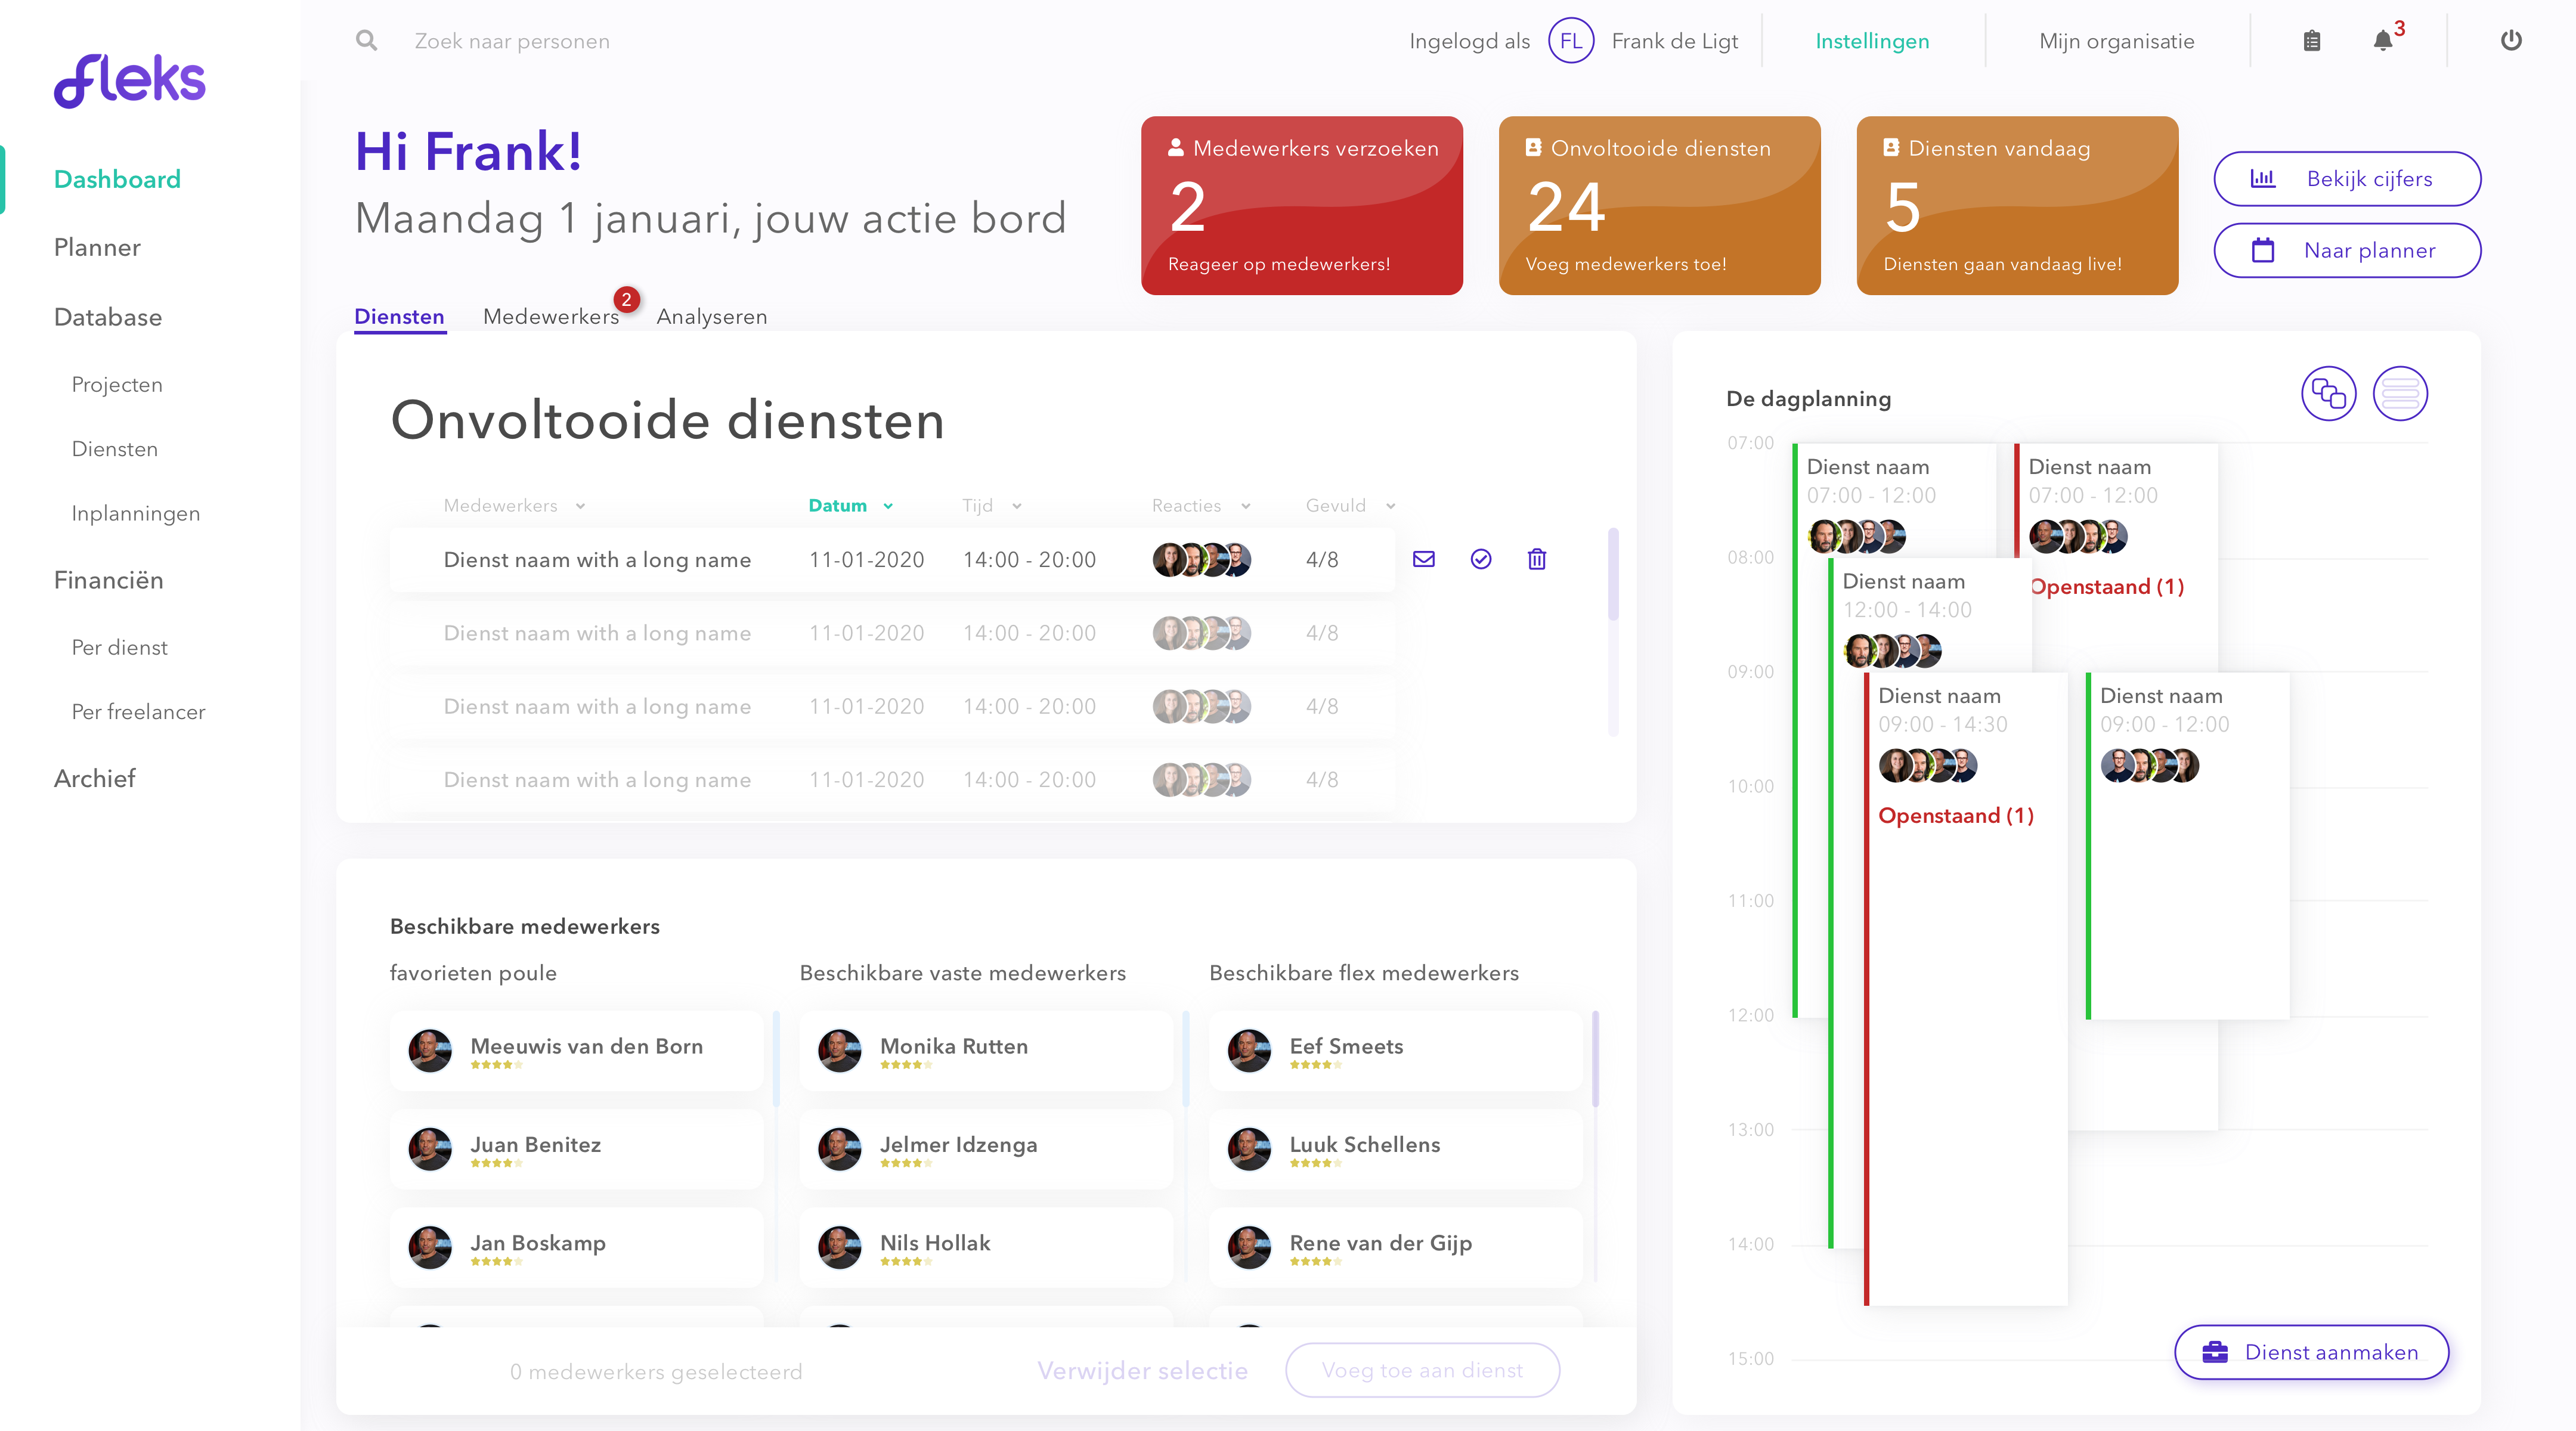 fleks
Dashboard
Planner
Database
Projecten
Diensten
Inplanningen
Financiën
Per dienst
Per freelancer
Archief
Zoek naar personen
Ingelogd als FL Frank de Ligt
Instellingen
Mijn organisatie
3
Hi Frank!
Maandag 1 januari, jouw actie bord
Medewerkers verzoeken
2
Reageer op medewerkers!
Onvoltooide diensten
24
Voeg medewerkers toe!
Diensten vandaag
5
Diensten gaan vandaag live!
Bekijk cijfers
Naar planner
Diensten Medewerkers 2 Analyseren
Onvoltooide diensten
Medewerkers Datum Tijd Reacties Gevuld
Dienst naam with a long name 11-01-2020 14:00 - 20:00 4/8
Dienst naam with a long name 11-01-2020 14:00 - 20:00 4/8
Dienst naam with a long name 11-01-2020 14:00 - 20:00 4/8
Dienst naam with a long name 11-01-2020 14:00 - 20:00 4/8
Beschikbare medewerkers
favorieten poule
Meeuwis van den Born
Juan Benitez
Jan Boskamp
Beschikbare vaste medewerkers
Monika Rutten
Jelmer Idzenga
Nils Hollak
Beschikbare flex medewerkers
Eef Smeets
Luuk Schellens
Rene van der Gijp
0 medewerkers geselecteerd
Verwijder selectie
Voeg toe aan dienst
De dagplanning
07:00
08:00
09:00
10:00
11:00
12:00
13:00
14:00
15:00
Dienst naam
07:00 - 12:00
Dienst naam
07:00 - 12:00
Openstaand (1)
Dienst naam
12:00 - 14:00
Dienst naam
09:00 - 14:30
Openstaand (1)
Dienst naam
09:00 - 12:00
Dienst aanmaken